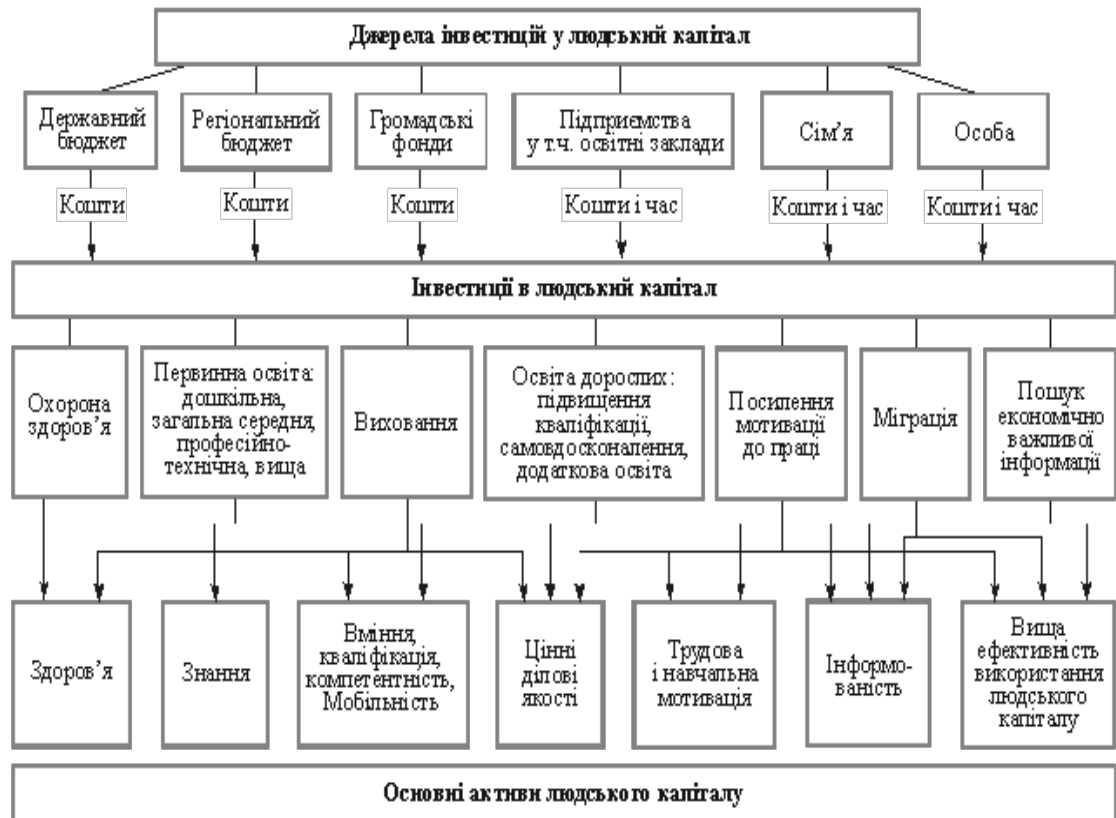 Джерела інвестицій у людський капітал
Державний
бюджет
Регіональний
бюджет
Громадські
фонди
Підприємства
у т.ч. освітні заклади
Сім’я
Особа
Кошти
Кошти
Кошти
Кошти і час
Кошти і час
Кошти і час
Інвестиції в людський капітал
Охорона
здоров’я
Первинна освіта:
дошкільна,
загальна середня,
професійно-
технічна, вища
Виховання
Освіта дорослих:
підвищення
кваліфікації,
самовдосконалення,
додаткова освіта
Посилення
мотивації
до праці
Міграція
Пошук
економічно
важливої
інформації
Здоров’я
Знання
Вміння,
кваліфікація,
компетентність,
Мобільність
Цінні
ділові
якості
Трудова
і навчальна
мотивація
Інформо-
ваність
Вища
ефективність
використання
людського
капіталу
Основні активи людського капіталу